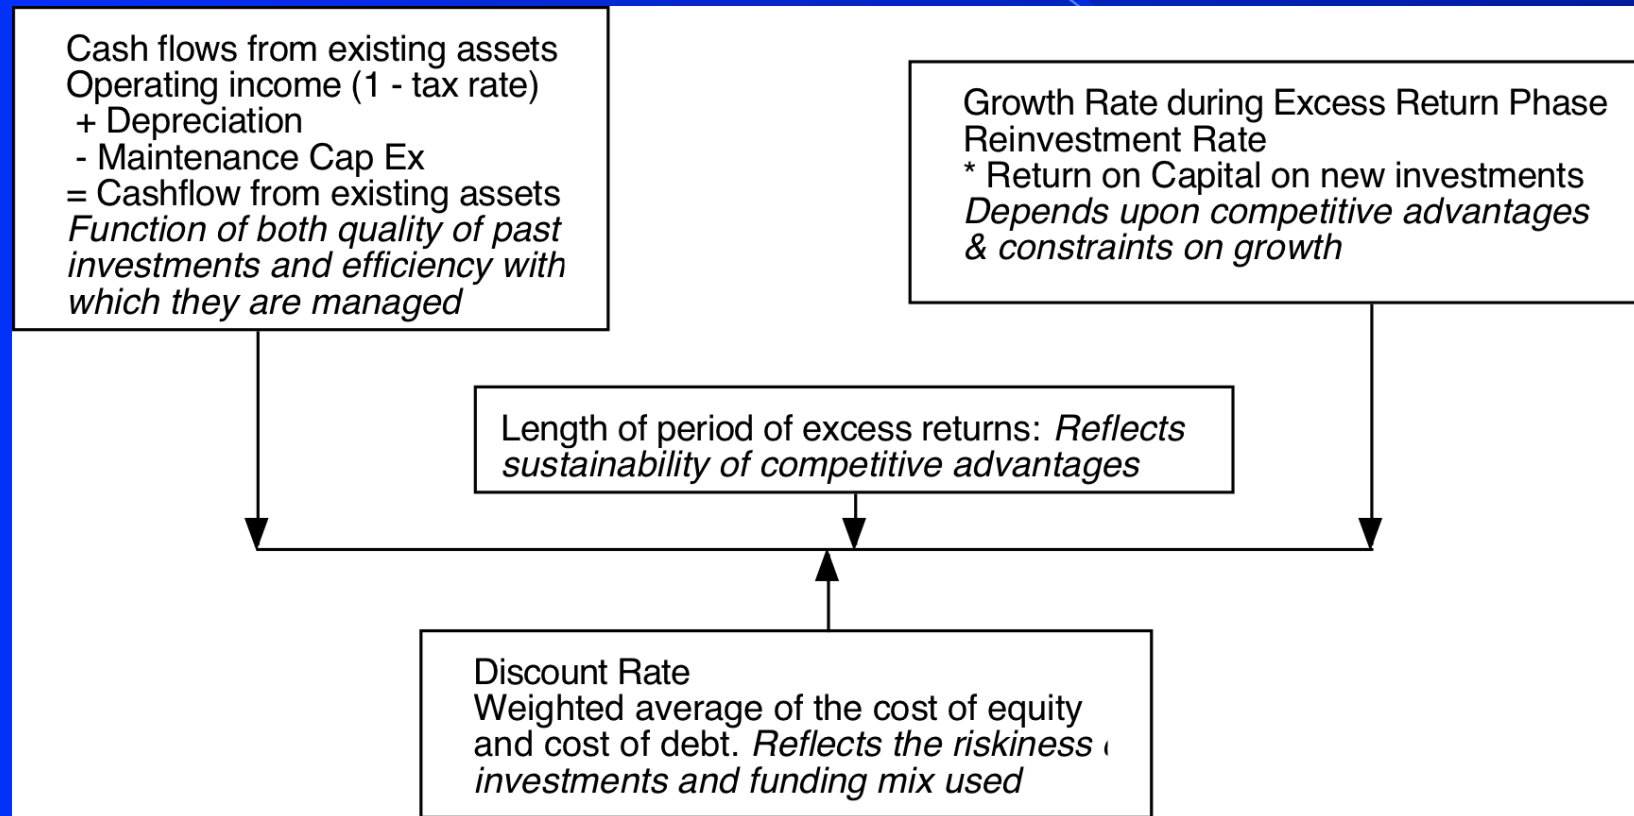 Cash flows from existing assets
Operating income (1 - tax rate)
+ Depreciation
- Maintenance Cap Ex
= Cashflow from existing assets
Function of both quality of past
investments and efficiency with
which they are managed
Growth Rate during Excess Return Phase
Reinvestment Rate
* Return on Capital on new investments
Depends upon competitive advantages
& constraints on growth
Length of period of excess returns: Reflects
sustainability of competitive advantages
Discount Rate
Weighted average of the cost of equity
and cost of debt. Reflects the riskiness
investments and funding mix used